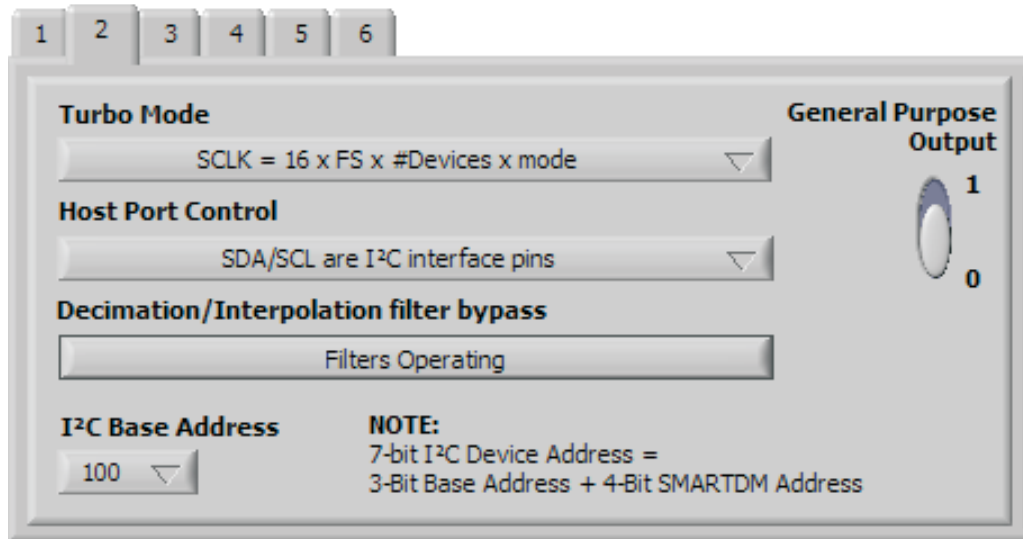 1 2 3 4 5 6
Turbo Mode
SCLK = 16 x FS x #Devices x mode
Host Port Control
SDA/SCL are I²C interface pins
Decimation/Interpolation filter bypass
Filters Operating
I²C Base Address
100
NOTE:
7-bit I²C Device Address =
3-Bit Base Address + 4-Bit SMARTDM Address
General Purpose
Output
1
0